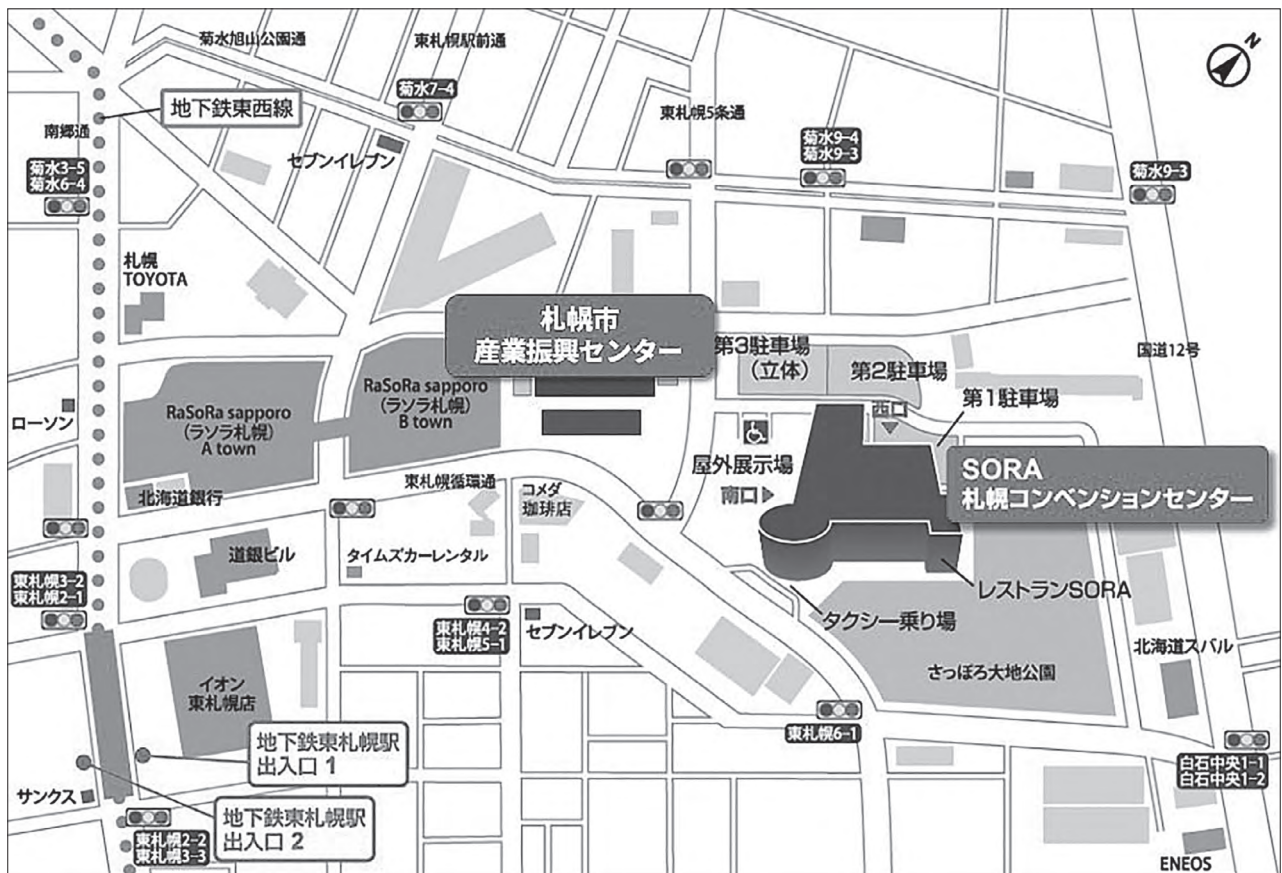 菊水旭山公園通
東札幌駅前通
N
菊水7-4
地下鉄東西線
東札幌5条通
南郷通
菊水9-4
菊水9-3
セブンイレブン
菊水3-5
菊水6-4
菊水9-3
札幌
TOYOTA
札幌市
産業振興センター
第3駐車場
(立体)
国道12号
第2駐車場
RaSoRa sapporo
(ラソラ札幌)
B town
第1駐車場
RaSoRa sapporo
(ラソラ札幌)
A town
西口
ローソン
屋外展示場
SORA
札幌コンベンションセンター
東札幌循環通
コメダ
珈琲店
南口
北海道銀行
道銀ビル
タイムズカーレンタル
東札幌3-2
東札幌2-1
レストランSORA
タクシー乗り場
東札幌4-2
東札幌5-1
セブンイレブン
北海道スバル
さっぽろ大地公園
イオン
東札幌店
東札幌6-1
地下鉄東札幌駅
出入口 1
白石中央1-1
白石中央1-2
サンクス
地下鉄東札幌駅
出入口 2
東札幌2-2
東札幌3-3
ENEOS